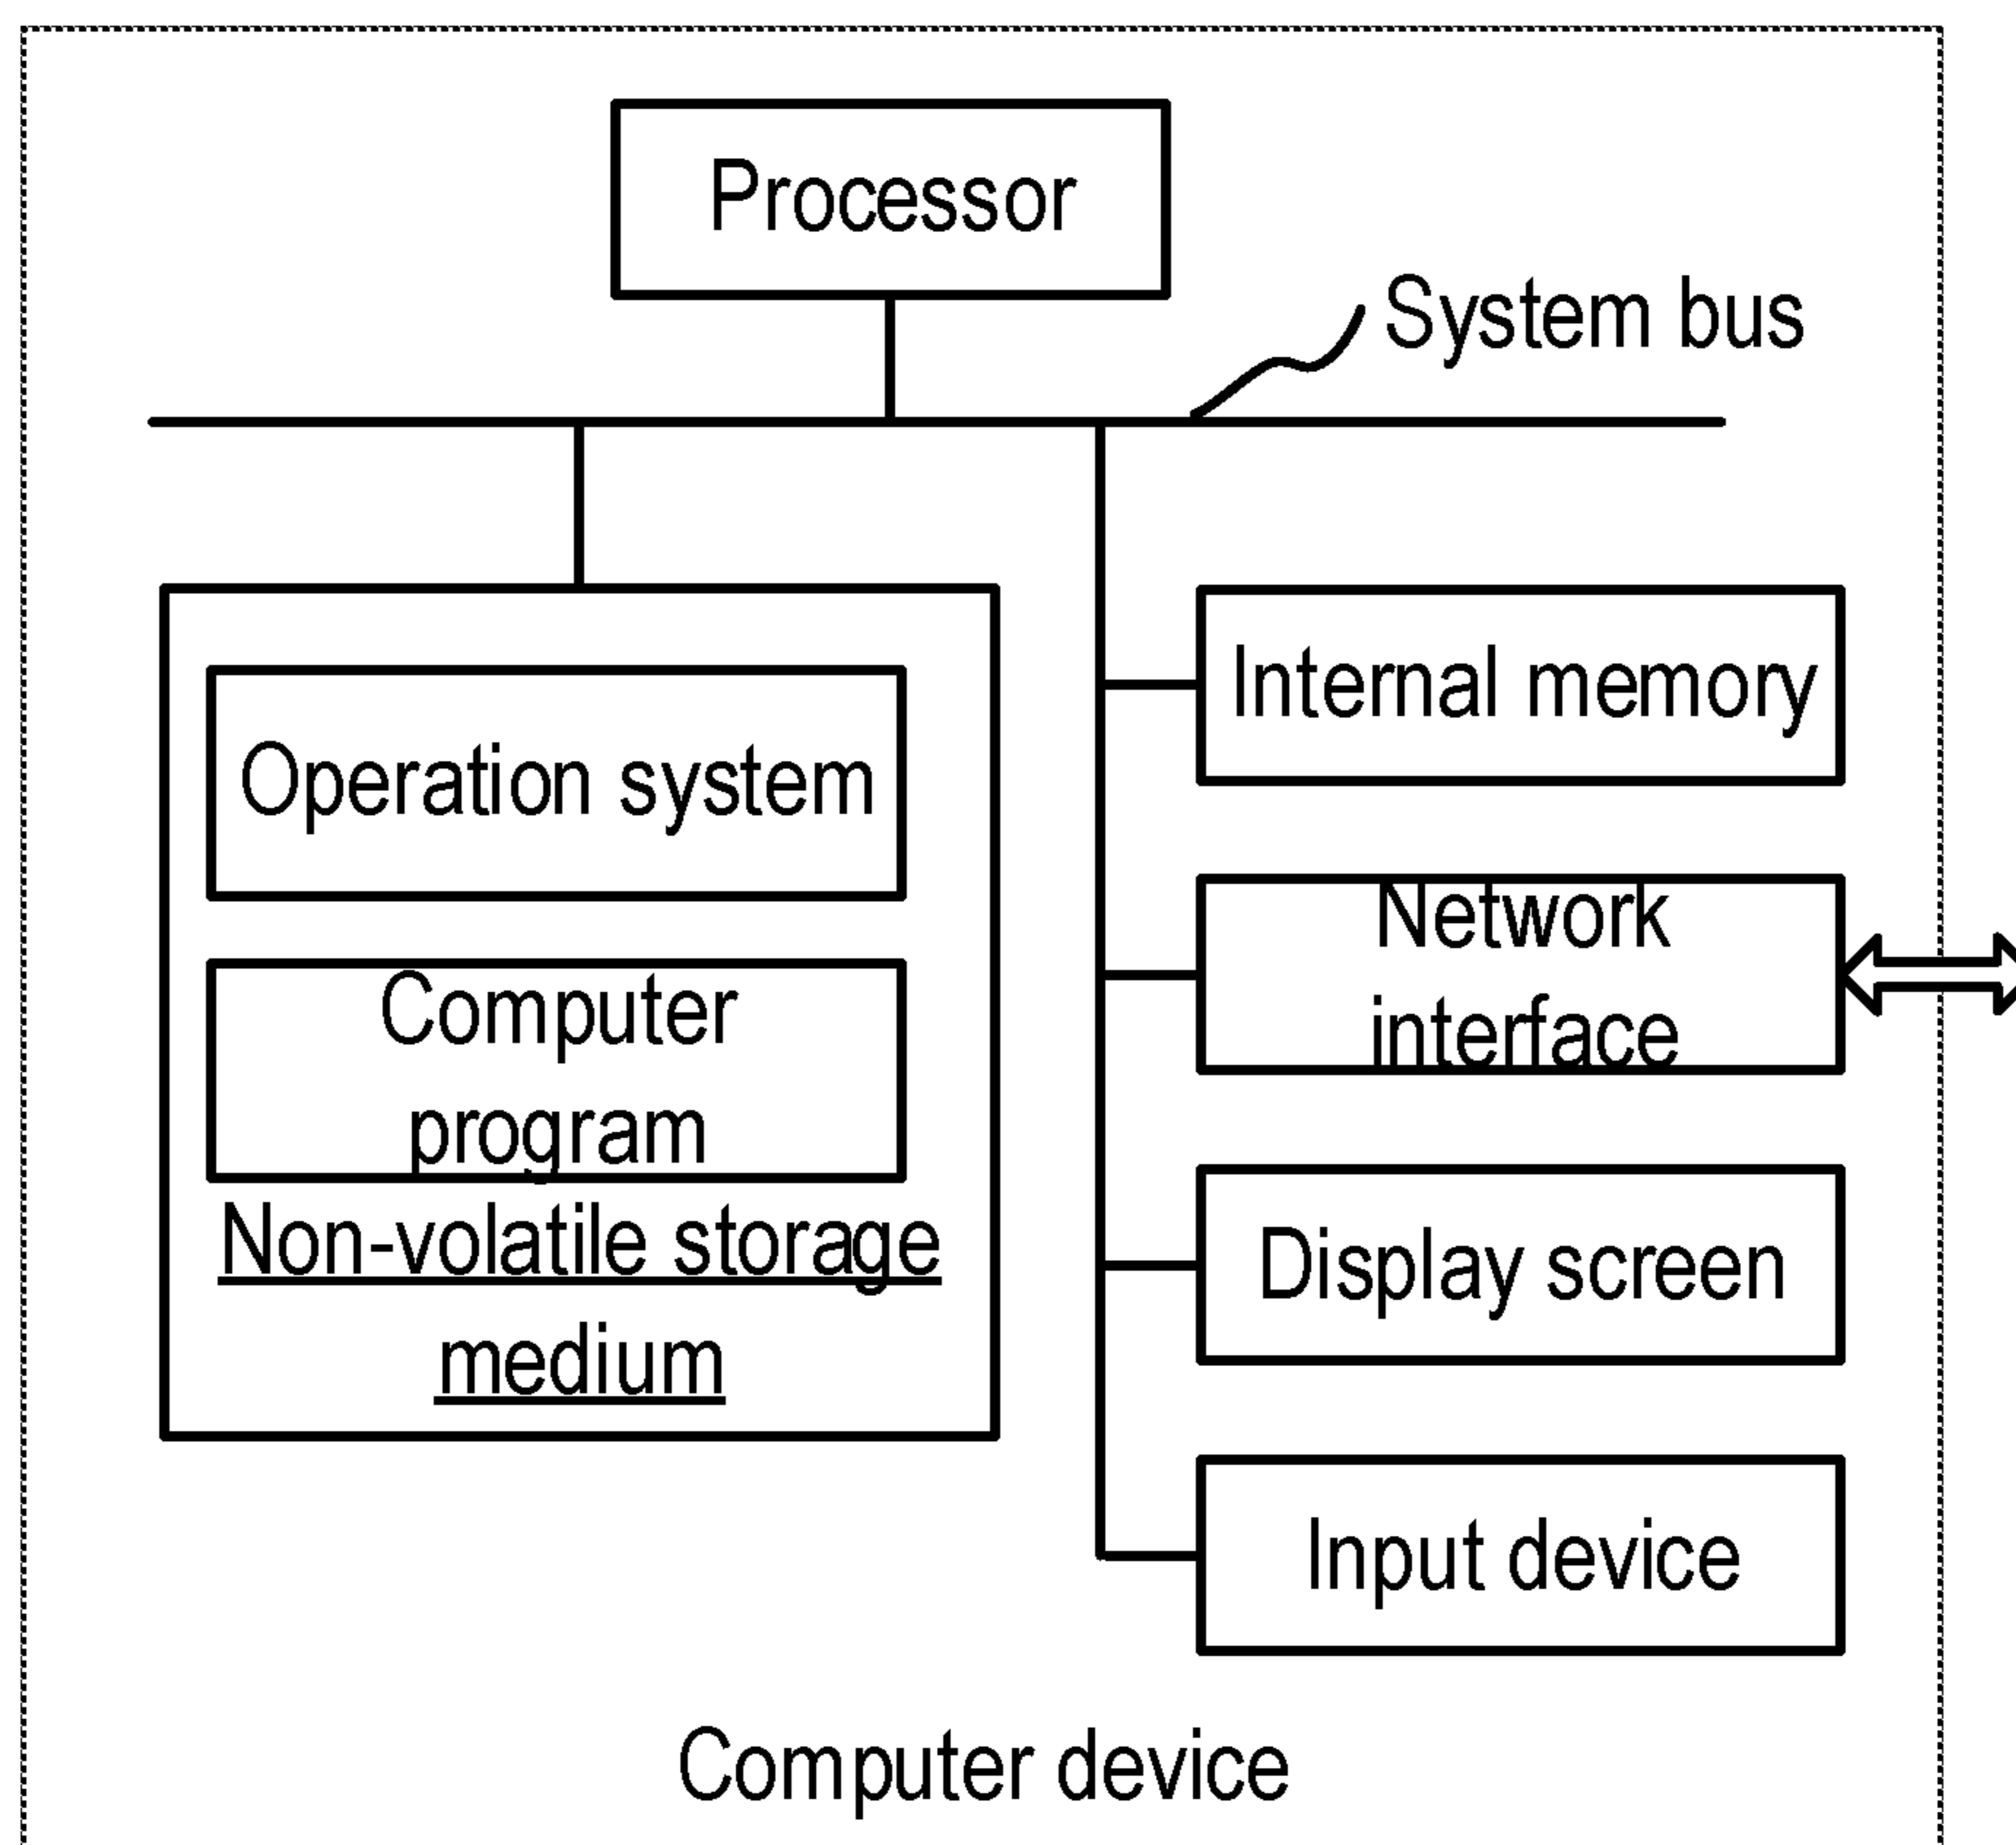 Processor
System bus
Operation system
Computer
program
Non-volatile storage
medium
Internal memory
Network
interface
Display screen
Input device
Computer device